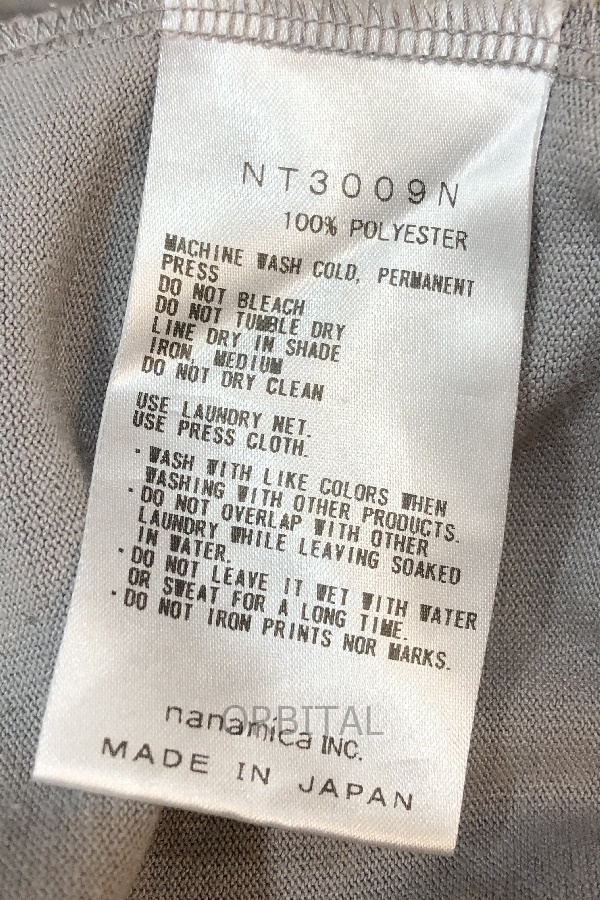 NT3009N
100% POLYESTER
MACHINE WASH COLD, PERMANENT
PRESS
DO NOT BLEACH
DO NOT TUMBLE DRY
LINE DRY IN SHADE
IRON, MEDIUM
DO NOT DRY CLEAN
USE LAUNDRY NET.
USE PRESS CLOTH.
・WASH WITH LIKE COLORS WHEN
WASHING WITH OTHER PRODUCTS.
・DO NOT OVERLAP WITH OTHER
LAUNDRY WHILE LEAVING SOAKED
IN WATER.
・DO NOT LEAVE IT WET WITH WATER
OR SWEAT FOR A LONG TIME.
・DO NOT IRON PRINTS NOR MARKS.
ORBITAL
nanamica INC.
MADE IN JAPAN